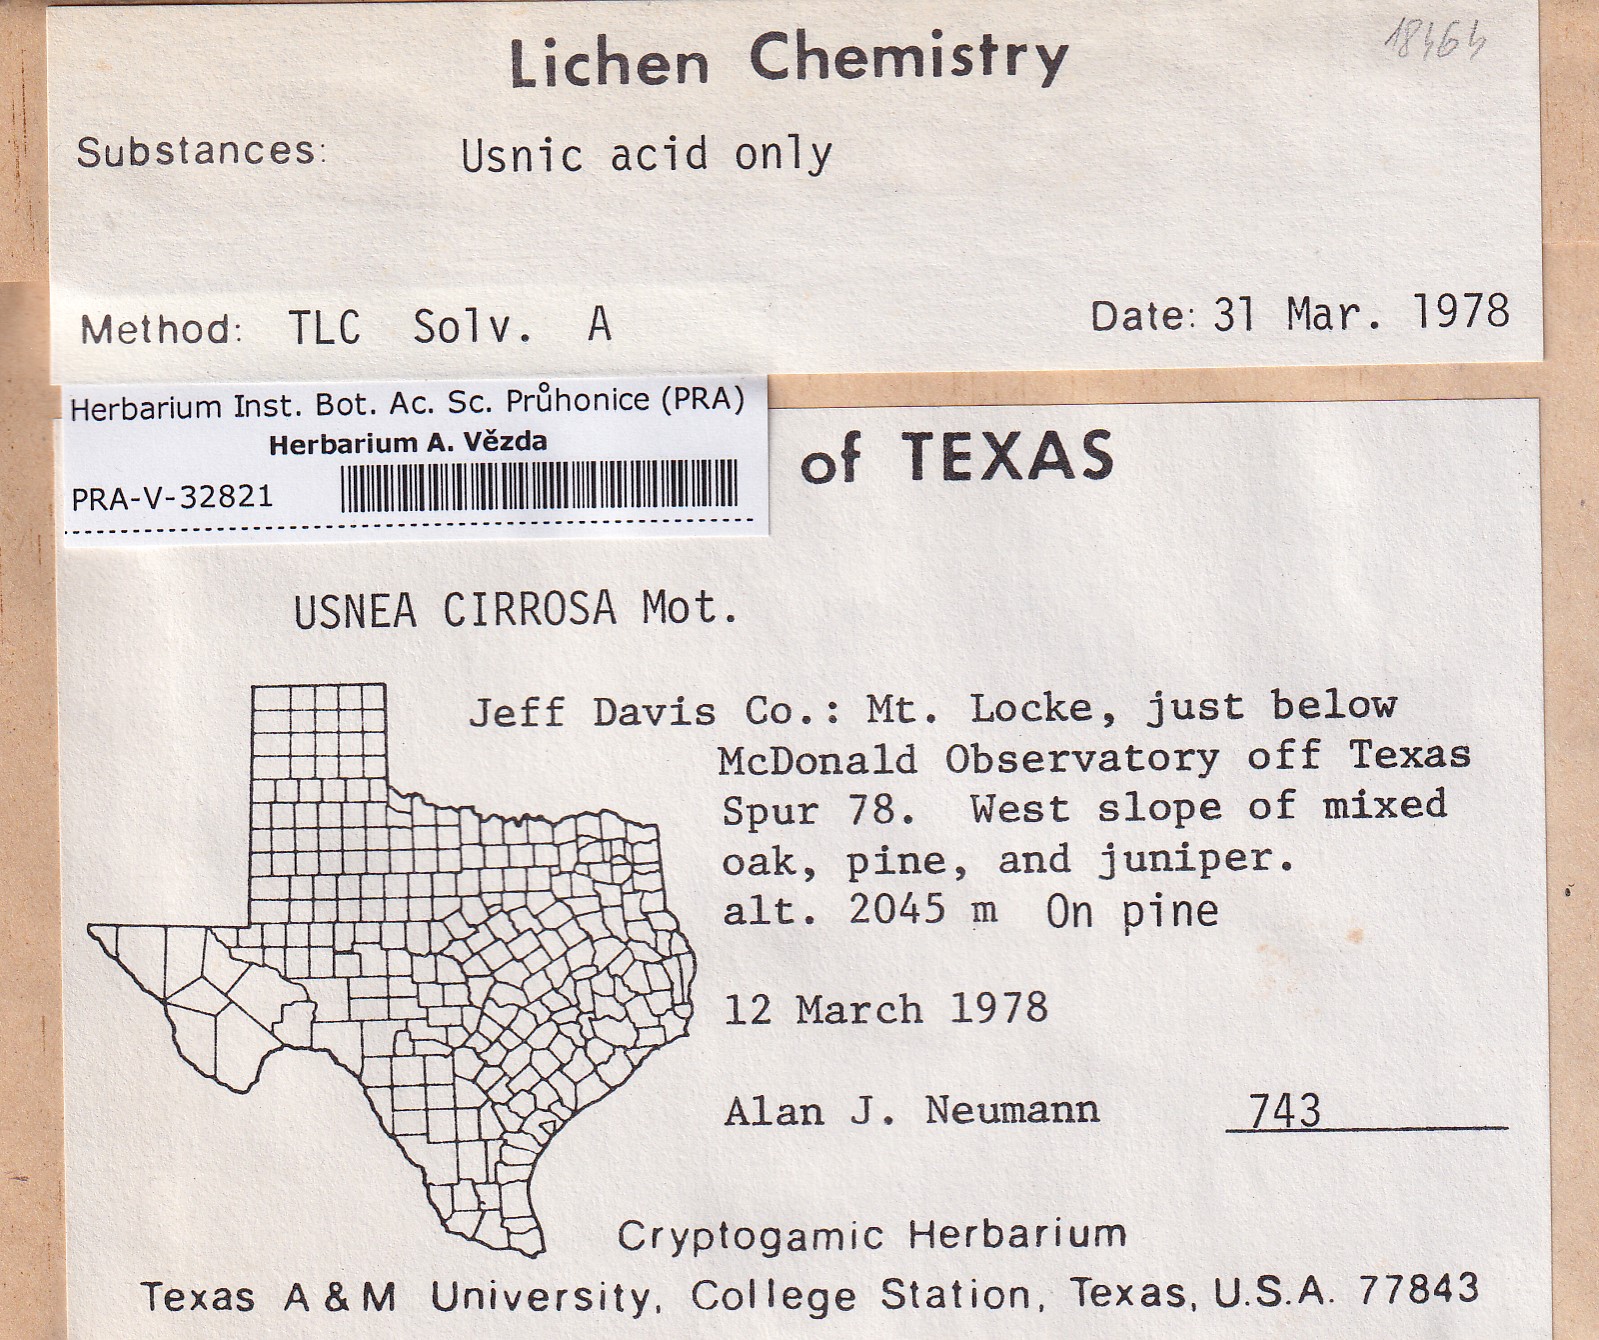 Lichen Chemistry
18464
Substances: Usnic acid only
Method: TLC Solv. A
Date: 31 Mar. 1978
Herbarium Inst. Bot. Ac. Sc. Průhonice (PRA)
Herbarium A. Vězda
PRA-V-32821
of TEXAS
USNEA CIRROSA Mot.
Jeff Davis Co.: Mt. Locke, just below
McDonald Observatory off Texas
Spur 78. West slope of mixed
oak, pine, and juniper.
alt. 2045 m On pine
12 March 1978
Alan J. Neumann 743
Cryptogamic Herbarium
Texas A & M University, College Station, Texas, U.S.A. 77843